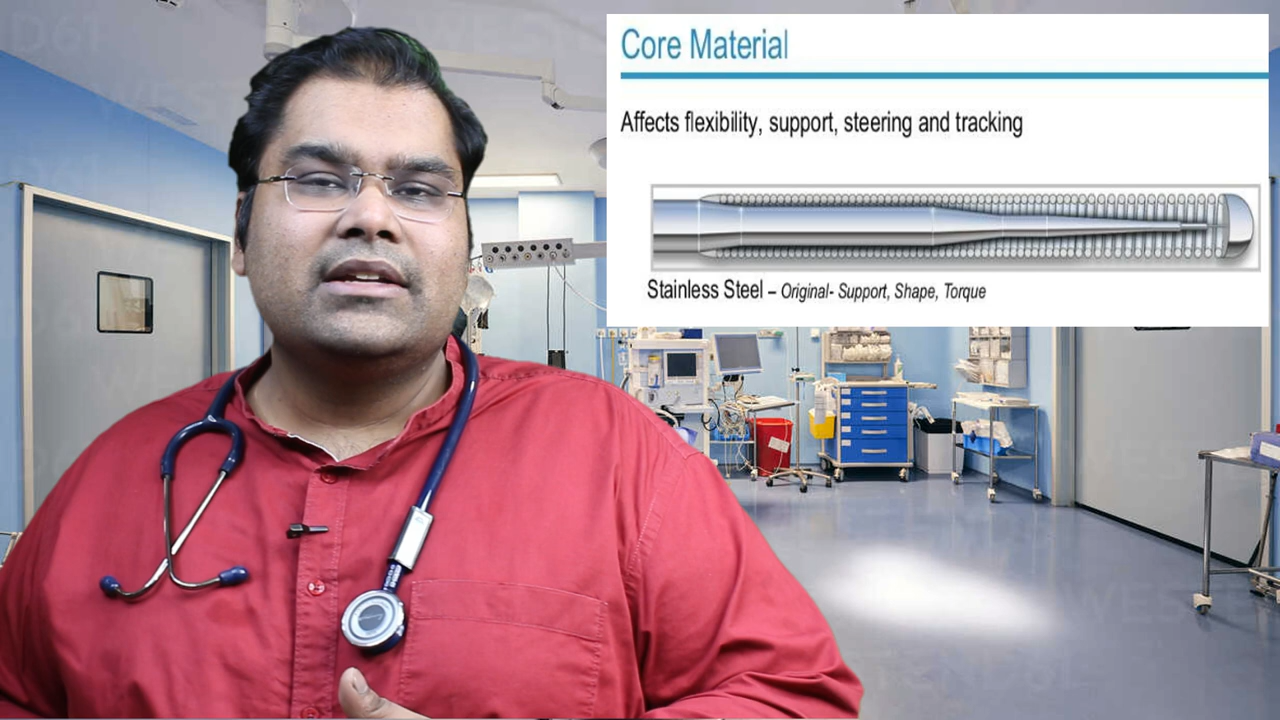 Core Material
Affects flexibility, support, steering and tracking
Stainless Steel – Original- Support, Shape, Torque